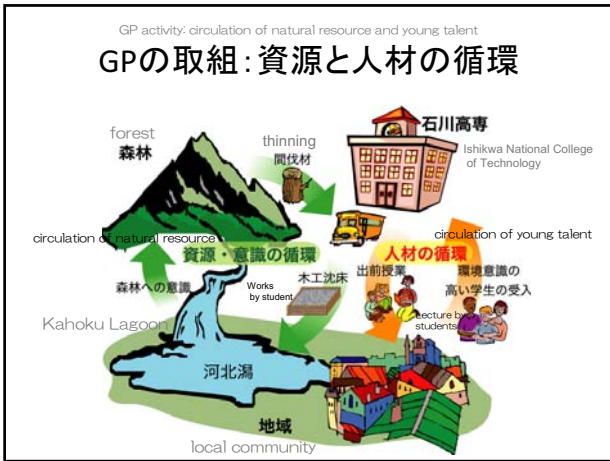 GP activity: circulation of natural resource and young talent
GPの取組：資源と人材の循環
forest
森林
thinning
間伐材
石川高専
Ishikwa National College
of Technology
circulation of natural resource
circulation of young talent
資源・意識の循環
人材の循環
森林への意識
Works
by student
木工沈床
出前授業
Lecture by
students
環境意識の
高い学生の受入
Kahoku Lagoon
河北潟
地域
local community